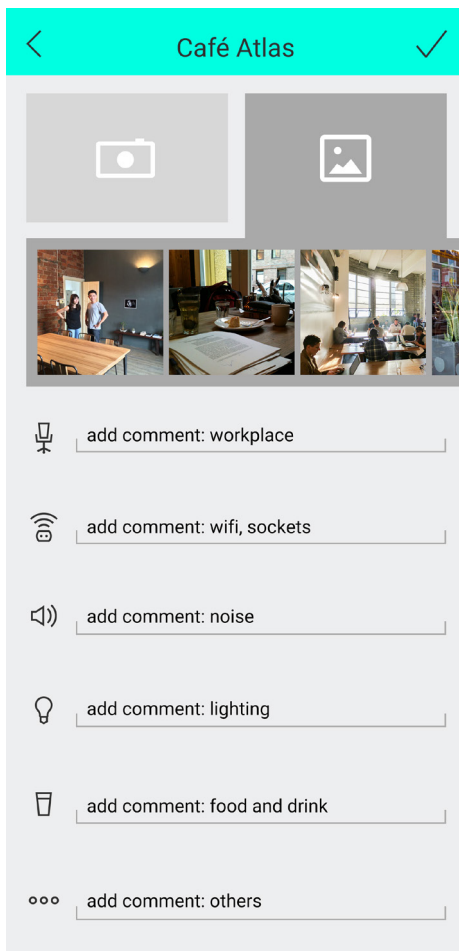 Café Atlas
add comment: workplace
add comment: wifi, sockets
add comment: noise
add comment: lighting
add comment: food and drink
add comment: others